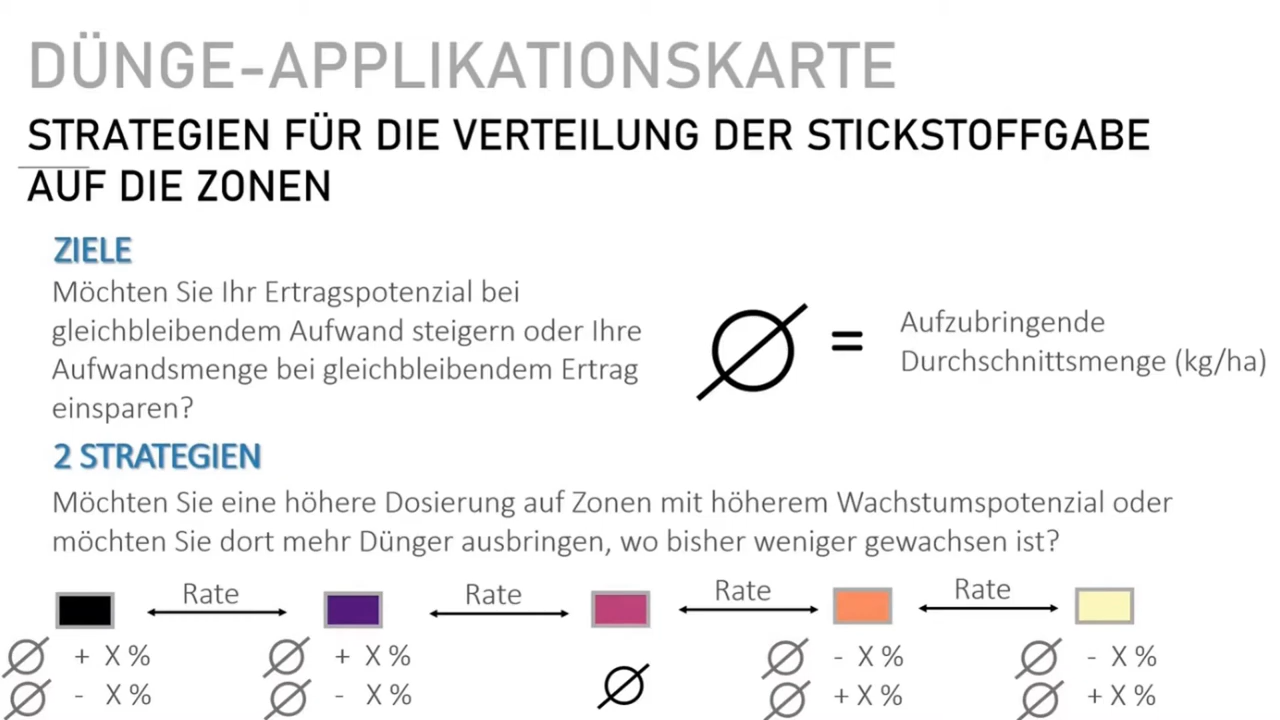 DÜNGE-APPLIKATIONSKARTE
STRATEGIEN FÜR DIE VERTEILUNG DER STICKSTOFFGABE
AUF DIE ZONEN
ZIELE
Möchten Sie Ihr Ertragspotenzial bei
gleichbleibendem Aufwand steigern oder Ihre
Aufwandsmenge bei gleichbleibendem Ertrag
einsparen?
Ø =
Aufzubringende
Durchschnittsmenge (kg/ha)
2 STRATEGIEN
Möchten Sie eine höhere Dosierung auf Zonen mit höherem Wachstumspotenzial oder
möchten Sie dort mehr Dünger ausbringen, wo bisher weniger gewachsen ist?
Rate Rate Rate Rate
Ø + X % Ø + X % Ø - X % Ø - X %
Ø - X % Ø - X % Ø Ø + X % Ø + X %